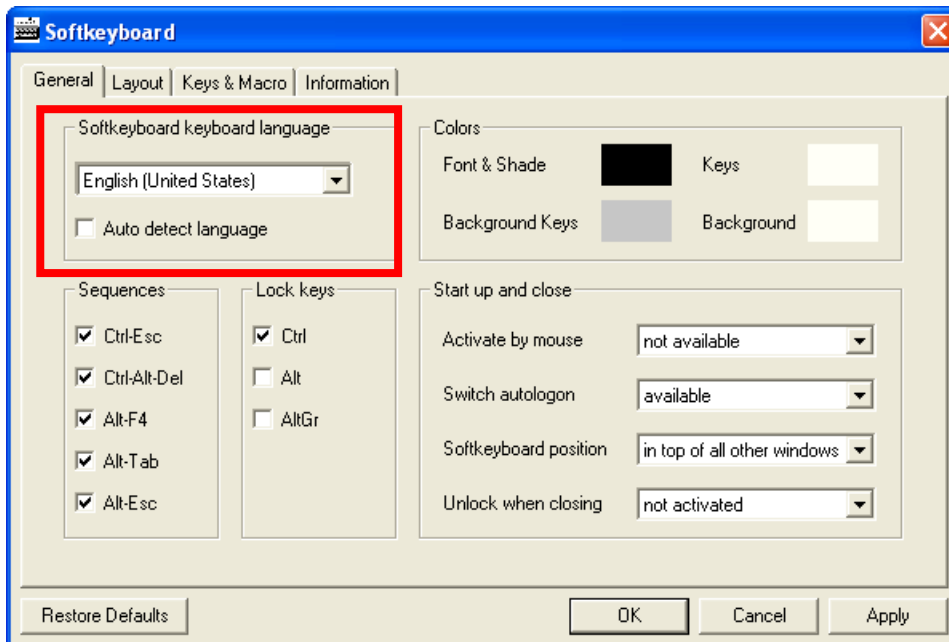 Softkeyboard
General Layout Keys & Macro Information
Softkeyboard keyboard language
English (United States)
Auto detect language
Colors
Font & Shade Keys
Background Keys Background
Sequences
Ctrl-Esc
Ctrl-Alt-Del
Alt-F4
Alt-Tab
Alt-Esc
Lock keys
Ctrl
Alt
AltGr
Start up and close
Activate by mouse not available
Switch autologon available
Softkeyboard position in top of all other windows
Unlock when closing not activated
Restore Defaults OK Cancel Apply